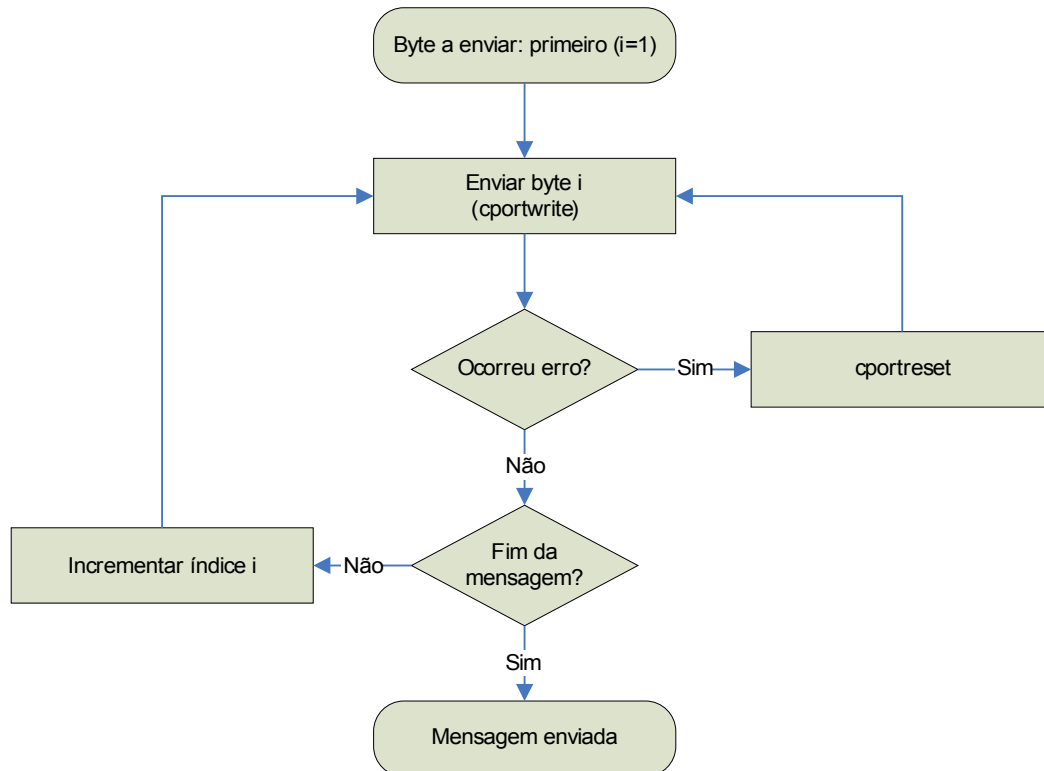 Byte a enviar: primeiro (i=1)
Enviar byte i
(cportwrite)
Ocorreu erro?
Sim
cportreset
Não
Fim da
mensagem?
Não
Incrementar índice i
Sim
Mensagem enviada